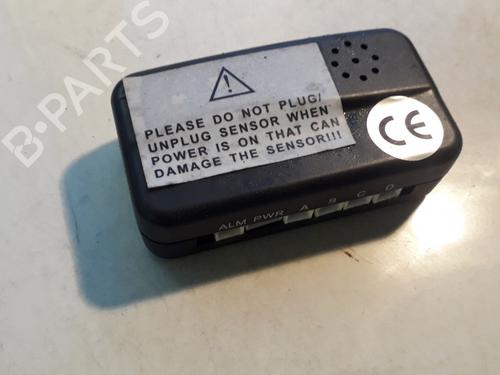 B-PARTS
!
PLEASE DO NOT PLUG/
UNPLUG SENSOR WHEN
POWER IS ON THAT CAN
DAMAGE THE SENSOR!!!
CE
ALM PWR A B C D